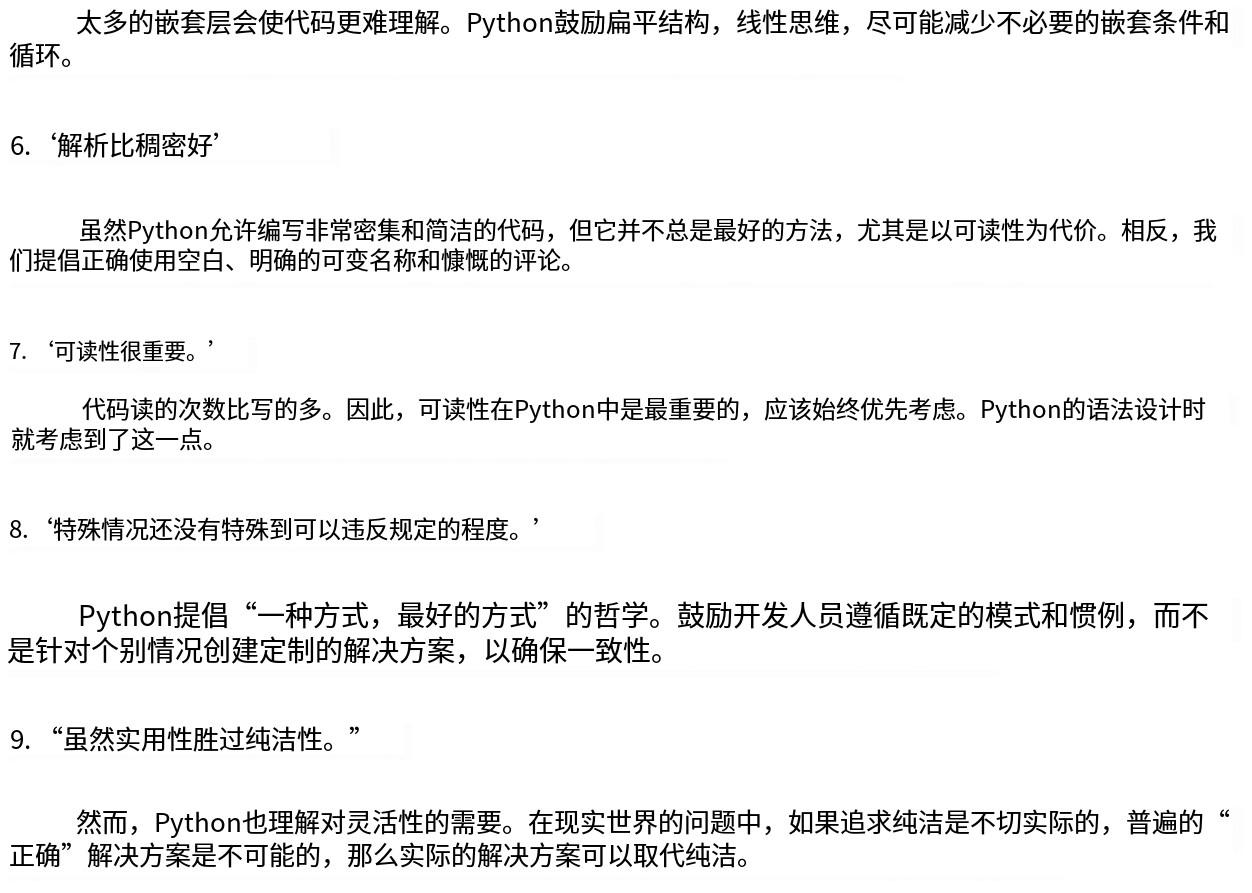 太多的嵌套层会使代码更难理解。Python鼓励扁平结构，线性思维，尽可能减少不必要的嵌套条件和
循环。
6. ‘解析比稠密好’
虽然Python允许编写非常密集和简洁的代码，但它并不总是最好的方法，尤其是以可读性为代价。相反，我
们提倡正确使用空白、明确的可变名称和慷慨的评论。
7. ‘可读性很重要。’
代码读的次数比写的多。因此，可读性在Python中是最重要的，应该始终优先考虑。Python的语法设计时
就考虑到了这一点。
8. ‘特殊情况还没有特殊到可以违反规定的程度。’
Python提倡“一种方式，最好的方式”的哲学。鼓励开发人员遵循既定的模式和惯例，而不
是针对个别情况创建定制的解决方案，以确保一致性。
9. “虽然实用性胜过纯洁性。”
然而，Python也理解对灵活性的需要。在现实世界的问题中，如果追求纯洁是不切实际的，普遍的“
正确”解决方案是不可能的，那么实际的解决方案可以取代纯洁。